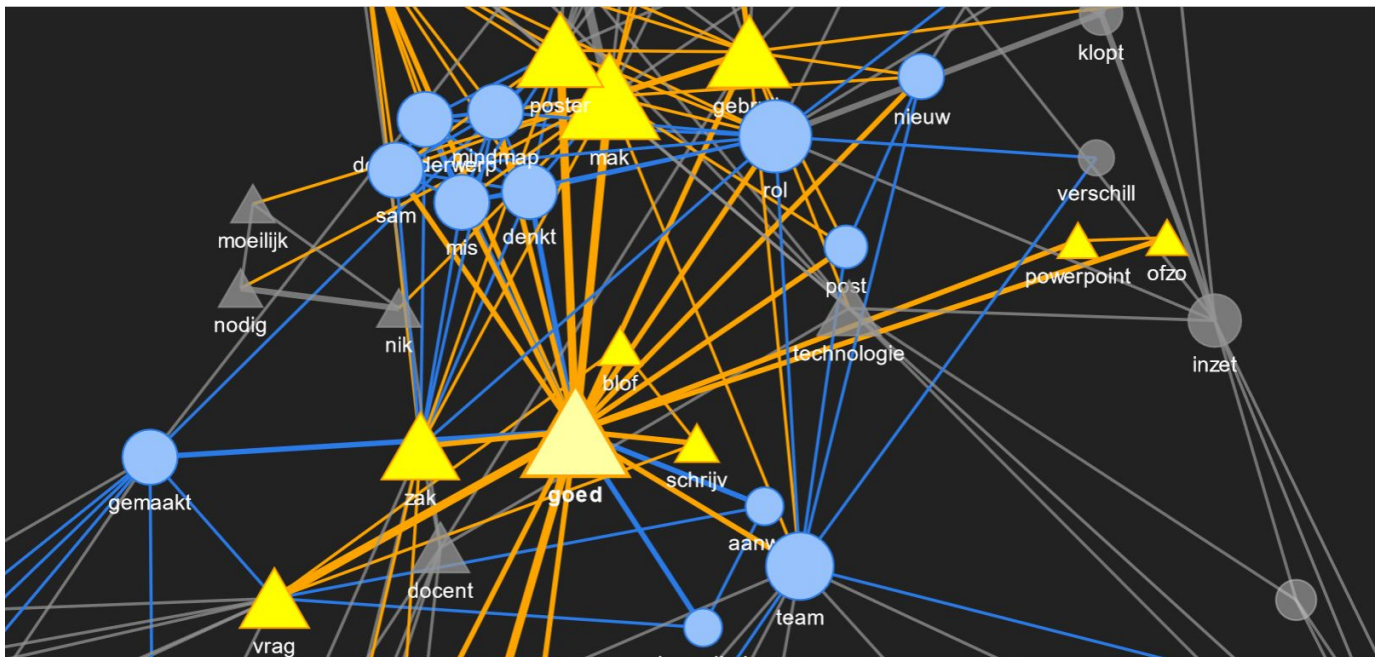 klopt
poster
gebruik
nieuw
mindmap
mak
rol
verschill
sam
mis
denkt
moeilijk
powerpoint
ofzo
post
nodig
nik
technologie
inzet
blof
schrijv
zak
goed
gemaakt
aanw
docent
team
vrag